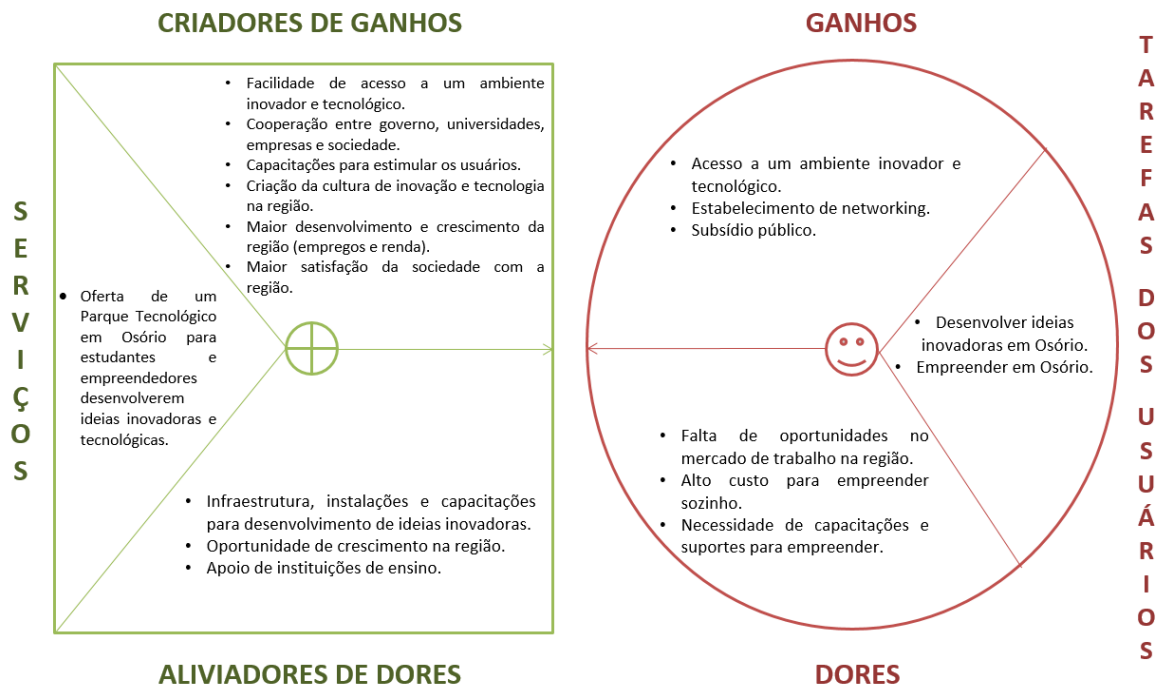 CRIADORES DE GANHOS
• Facilidade de acesso a um ambiente
inovador e tecnológico.
• Cooperação entre governo, universidades,
empresas e sociedade.
• Capacitações para estimular os usuários.
• Criação da cultura de inovação e tecnologia
na região.
• Maior desenvolvimento e crescimento da
região (empregos e renda).
• Maior satisfação da sociedade com a
região.
SERVIÇOS
• Oferta de um
Parque Tecnológico
em Osório para
estudantes e
empreendedores
desenvolverem
ideias inovadoras e
tecnológicas.
• Infraestrutura, instalações e capacitações
para desenvolvimento de ideias inovadoras.
• Oportunidade de crescimento na região.
• Apoio de instituições de ensino.
ALIVIADORES DE DORES
GANHOS
• Acesso a um ambiente inovador e
tecnológico.
• Estabelecimento de networking.
• Subsídio público.
• Desenvolver ideias
inovadoras em Osório.
• Empreender em Osório.
TAREFAS DOS USUÁRIOS
• Falta de oportunidades no
mercado de trabalho na região.
• Alto custo para empreender
sozinho.
• Necessidade de capacitações e
suportes para empreender.
DORES